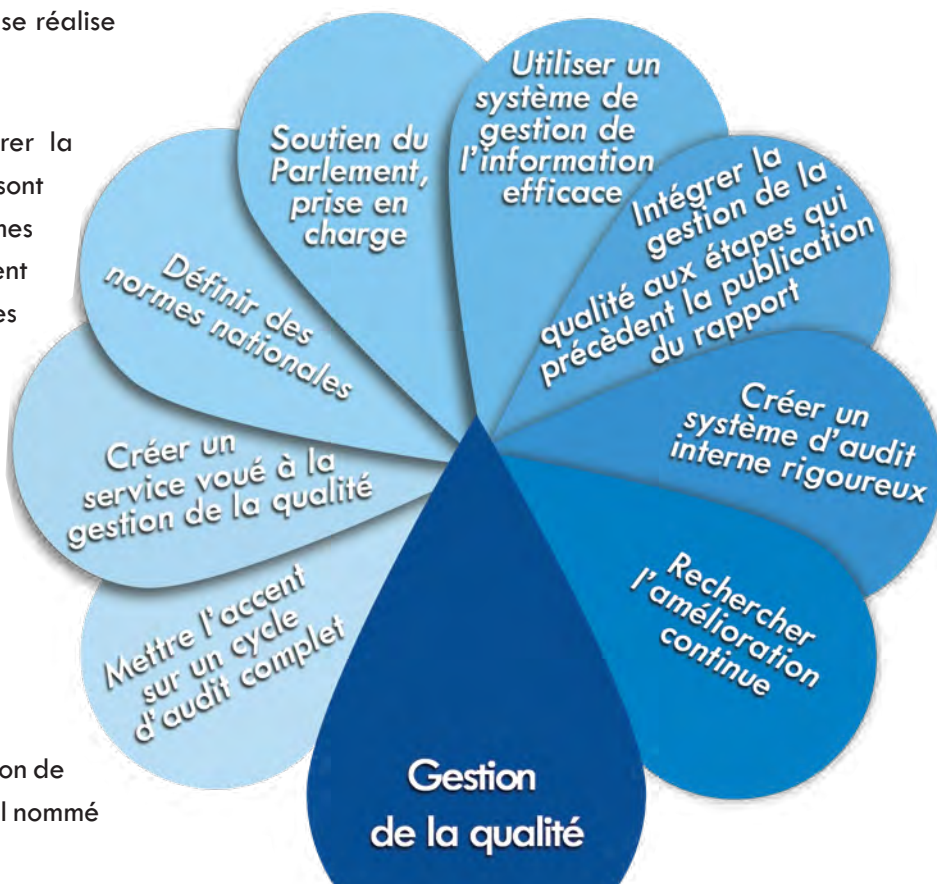 se réalise
rer la
sont
nes
ent
es
on de
l nommé
Mettre l'accent
sur un cycle
d'audit complet
Créer un
service voué à la
gestion de la qualité
Définir des
normes nationales
Soutien du
Parlement,
prise en
charge
Utiliser un
système de
gestion de
l'information
efficace
Intégrer la
gestion de la
qualité aux étapes qui
précèdent la publication
du rapport
Créer un
système d'audit
interne rigoureux
Rechercher
l'amélioration
continue
Gestion
de la qualité